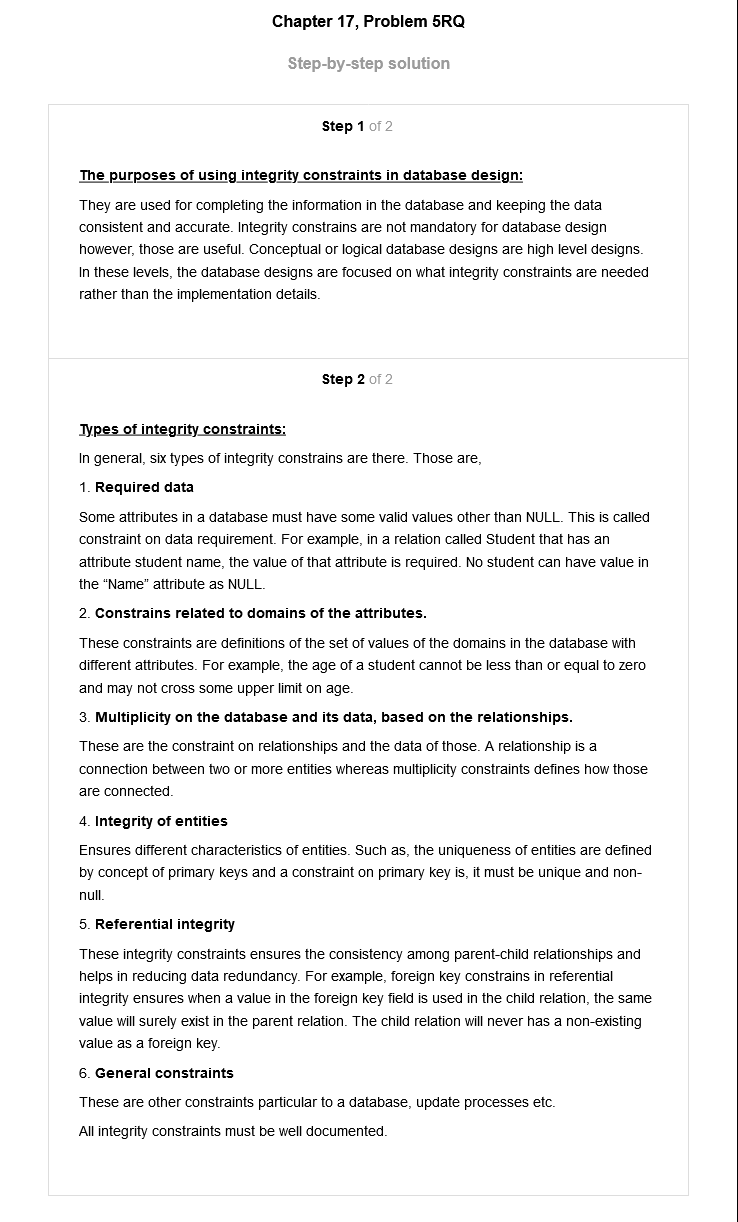 Chapter 17, Problem 5RQ
Step-by-step solution
Step 1 of 2
The purposes of using integrity constraints in database design:
They are used for completing the information in the database and keeping the data
consistent and accurate. Integrity constrains are not mandatory for database design
however, those are useful. Conceptual or logical database designs are high level designs.
In these levels, the database designs are focused on what integrity constraints are needed
rather than the implementation details.
Step 2 of 2
Types of integrity constraints:
In general, six types of integrity constrains are there. Those are,
1. Required data
Some attributes in a database must have some valid values other than NULL. This is called
constraint on data requirement. For example, in a relation called Student that has an
attribute student name, the value of that attribute is required. No student can have value in
the “Name” attribute as NULL.
2. Constrains related to domains of the attributes.
These constraints are definitions of the set of values of the domains in the database with
different attributes. For example, the age of a student cannot be less than or equal to zero
and may not cross some upper limit on age.
3. Multiplicity on the database and its data, based on the relationships.
These are the constraint on relationships and the data of those. A relationship is a
connection between two or more entities whereas multiplicity constraints defines how those
are connected.
4. Integrity of entities
Ensures different characteristics of entities. Such as, the uniqueness of entities are defined
by concept of primary keys and a constraint on primary key is, it must be unique and non-
null.
5. Referential integrity
These integrity constraints ensures the consistency among parent-child relationships and
helps in reducing data redundancy. For example, foreign key constrains in referential
integrity ensures when a value in the foreign key field is used in the child relation, the same
value will surely exist in the parent relation. The child relation will never has a non-existing
value as a foreign key.
6. General constraints
These are other constraints particular to a database, update processes etc.
All integrity constraints must be well documented.